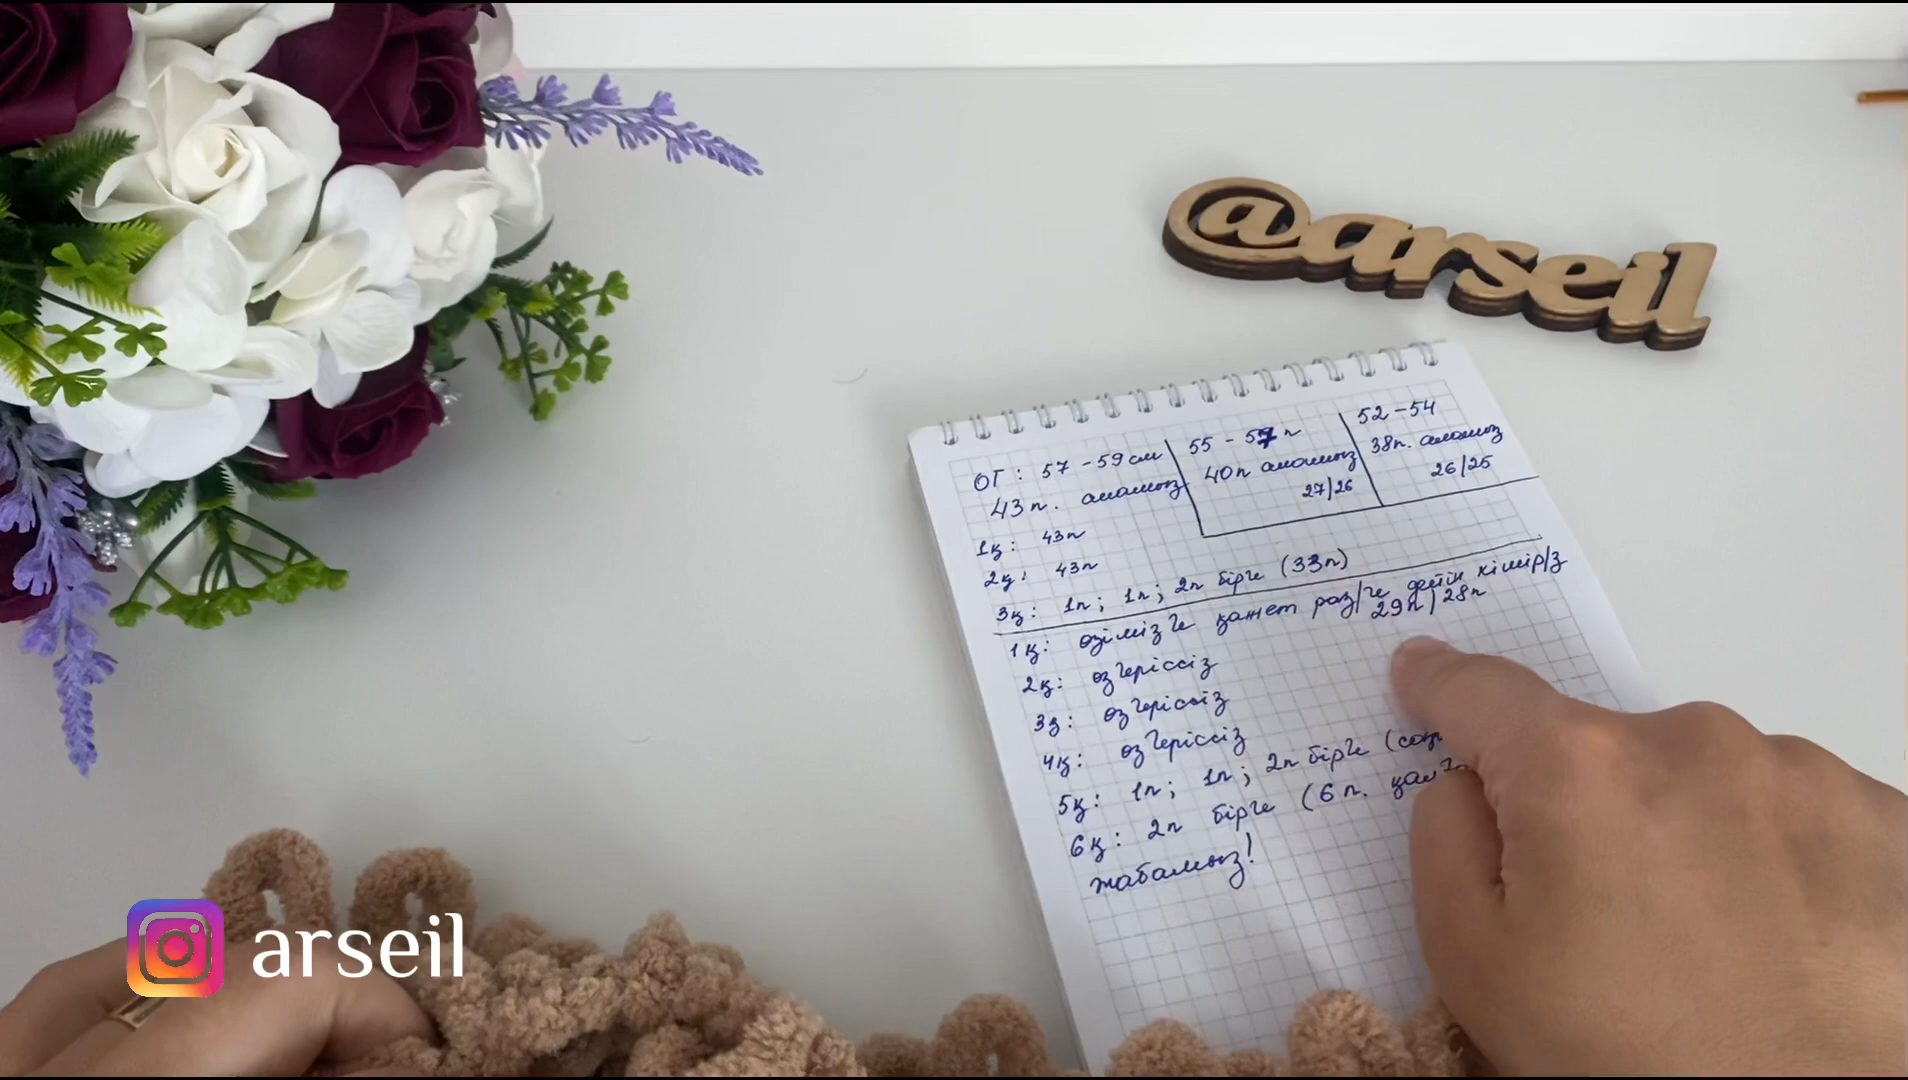 @arseil
ОГ: 57 - 59 см
43п. аламыз
55 - 57 п
40п аламыз
27/26
52 - 54
38п. аламыз
26/25
1қ: 43п
2қ: 43п
3қ: 1п; 1п; 2п бірге (33п)
1қ: өзімізге қажет раз/ге дейін кімір/з
29п/28п
2қ: өзгеріссіз
3қ: өзгеріссіз
4қ: өзгеріссіз
5қ: 1п; 1п; 2п бірге
6қ: 2п бірге (6п.
жабамыз!
arseil